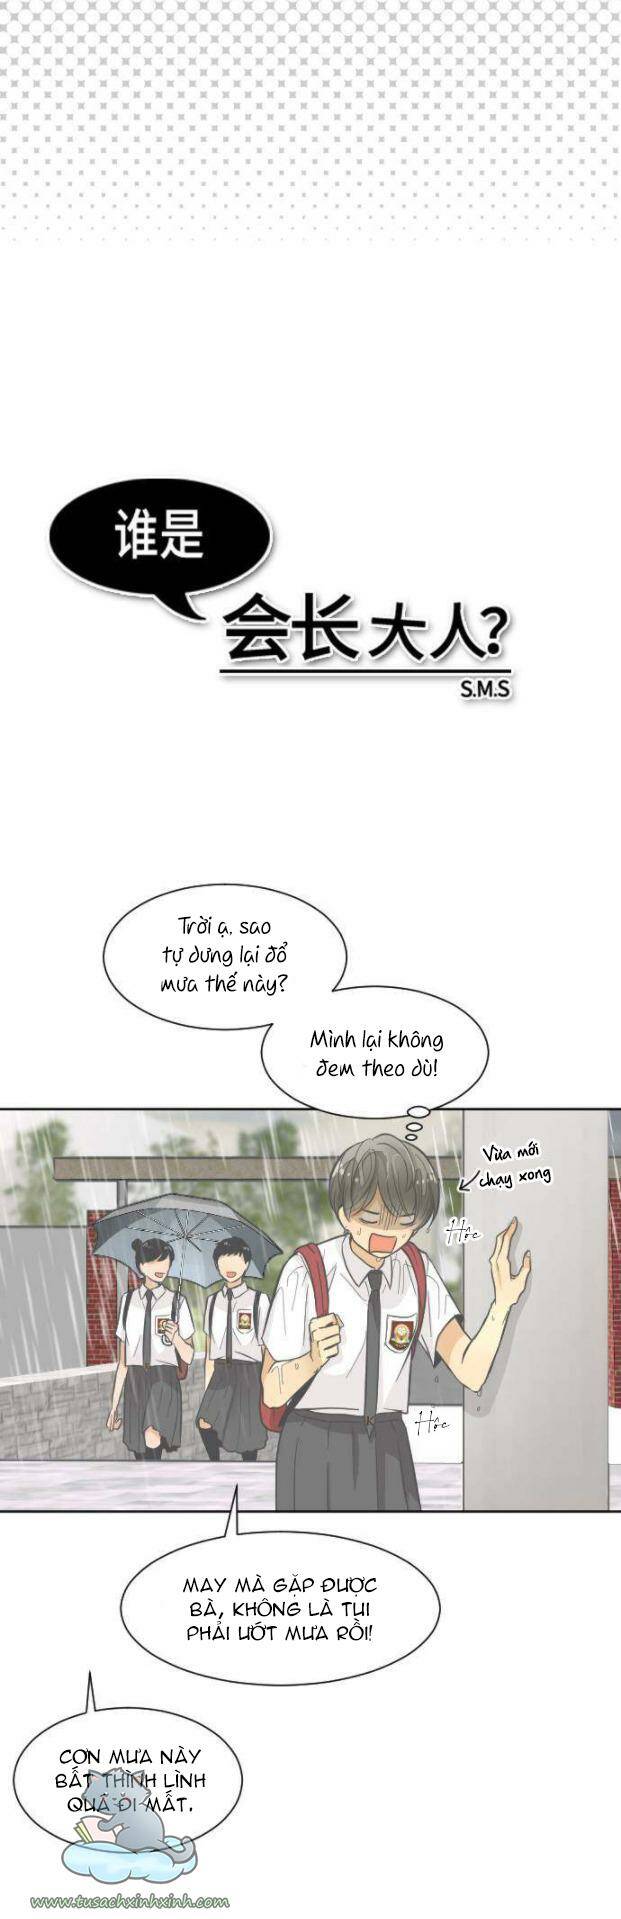 谁是
会长大人?
S.M.S
Trời ạ, sao
tự dưng lại đổ
mưa thế này?
Mình lại không
đem theo dù!
Vừa mới
chạy xong
Hộc
Hộc
MAY MÀ GẶP ĐƯỢC
BÀ, KHÔNG LÀ TUI
PHẢI ƯỚT MƯA RỒI!
CƠN MƯA NÀY
BẤT THÌNH LÌNH
QUÁ ĐI MẤT.
www.tusachxinhxinh.com